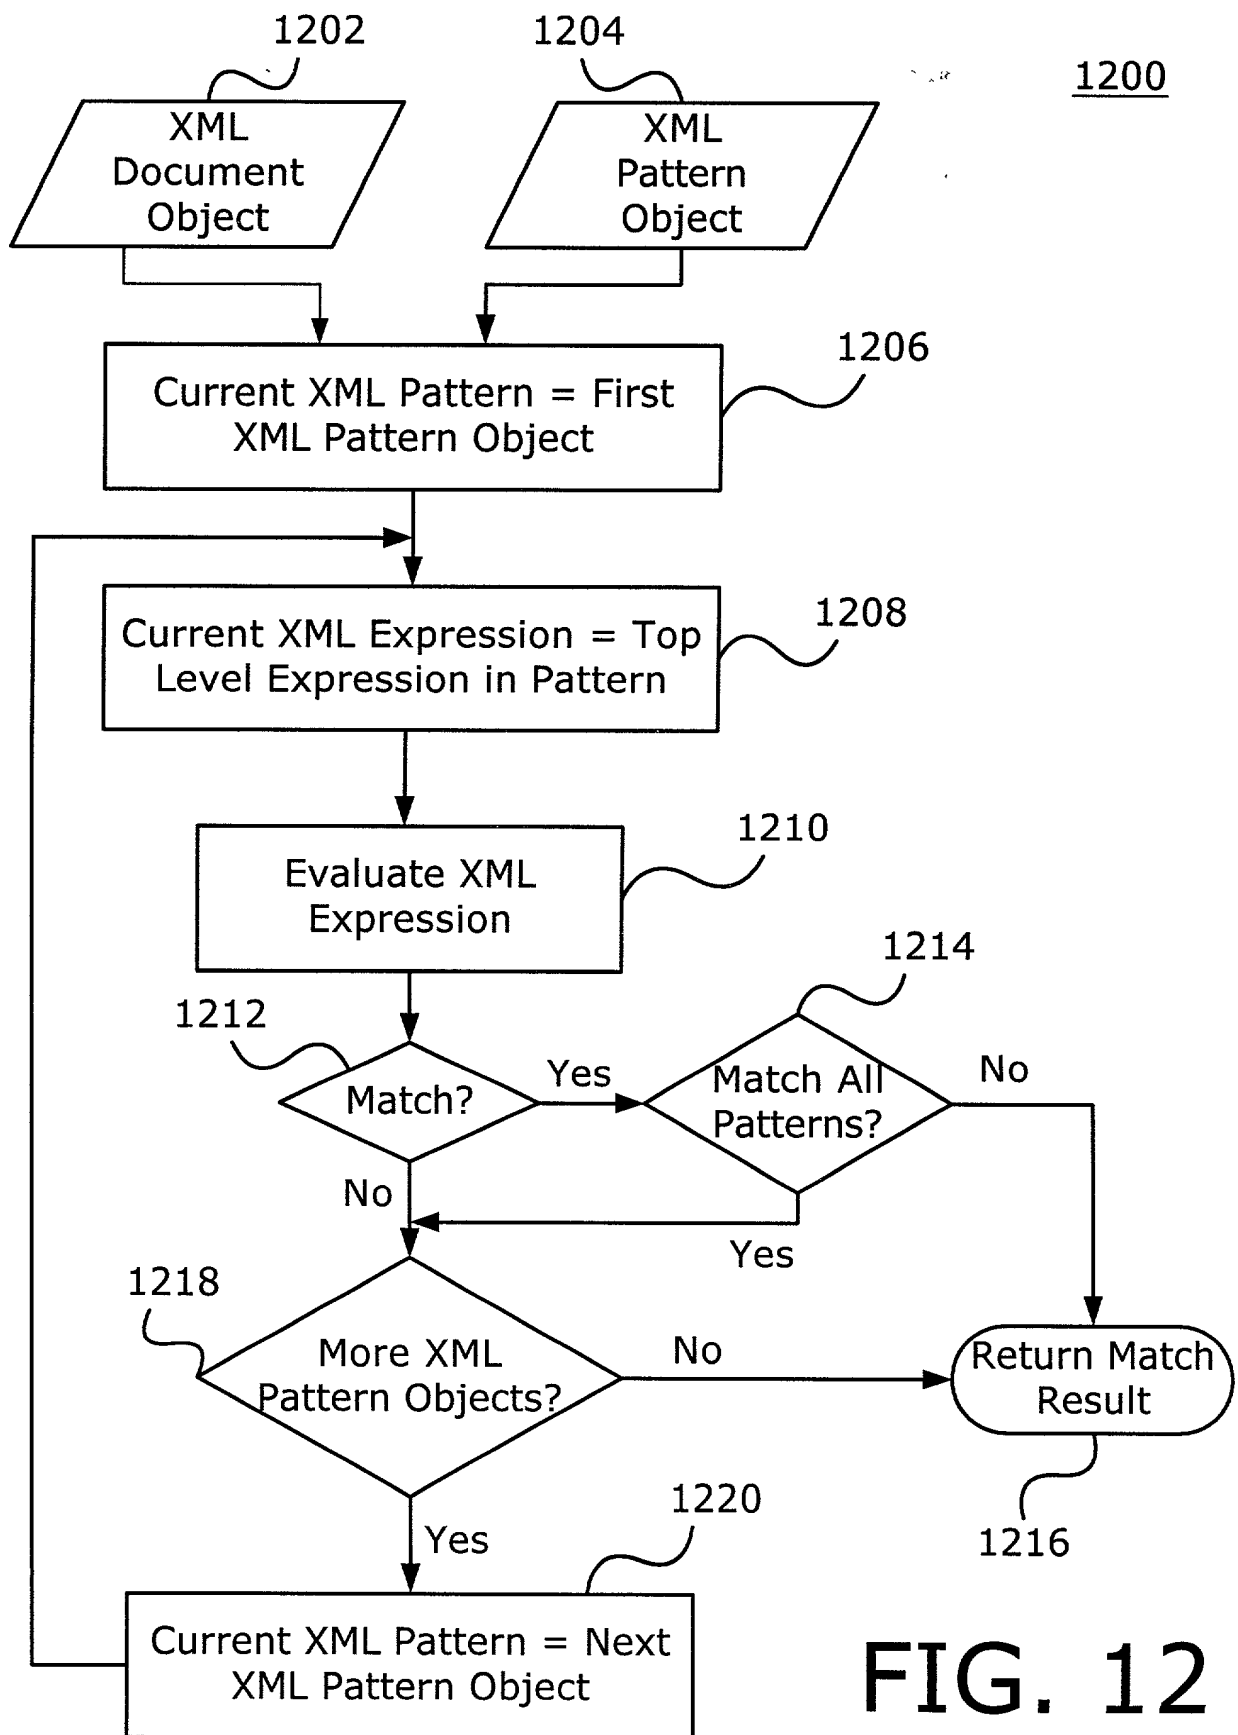 1202
1204
1200
XML
Document
Object
XML
Pattern
Object
1206
Current XML Pattern = First
XML Pattern Object
1208
Current XML Expression = Top
Level Expression in Pattern
1210
Evaluate XML
Expression
1214
1212
Match?
Yes
Match All
Patterns?
No
No
Yes
1218
More XML
Pattern Objects?
No
Return Match
Result
1216
Yes
1220
Current XML Pattern = Next
XML Pattern Object
FIG. 12